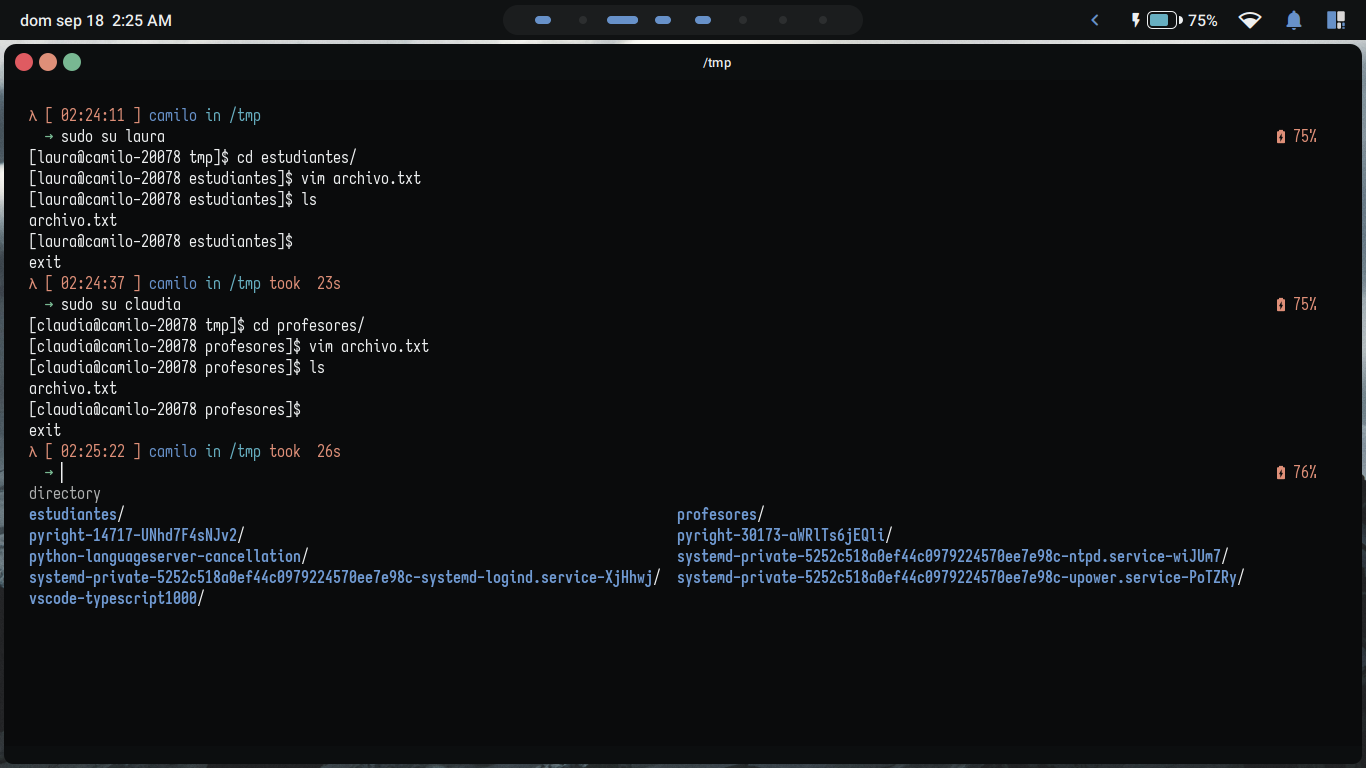 dom sep 18  2:25 AM
75%
/tmp
λ [ 02:24:11 ] camilo in /tmp
→ sudo su laura 75%
[laura@camilo-20078 tmp]$ cd estudiantes/
[laura@camilo-20078 estudiantes]$ vim archivo.txt
[laura@camilo-20078 estudiantes]$ ls
archivo.txt
[laura@camilo-20078 estudiantes]$
exit
λ [ 02:24:37 ] camilo in /tmp took  23s
→ sudo su claudia 75%
[claudia@camilo-20078 tmp]$ cd profesores/
[claudia@camilo-20078 profesores]$ vim archivo.txt
[claudia@camilo-20078 profesores]$ ls
archivo.txt
[claudia@camilo-20078 profesores]$
exit
λ [ 02:25:22 ] camilo in /tmp took  26s
→ 76%
directory
estudiantes/ profesores/
pyright-14717-UNhd7F4sNJv2/ pyright-30173-aWRlTs6jEQli/
python-languageserver-cancellation/ systemd-private-5252c518a0ef44c0979224570ee7e98c-ntpd.service-wiJUm7/
systemd-private-5252c518a0ef44c0979224570ee7e98c-systemd-logind.service-XjHhwj/ systemd-private-5252c518a0ef44c0979224570ee7e98c-upower.service-PoTZRy/
vscode-typescript1000/